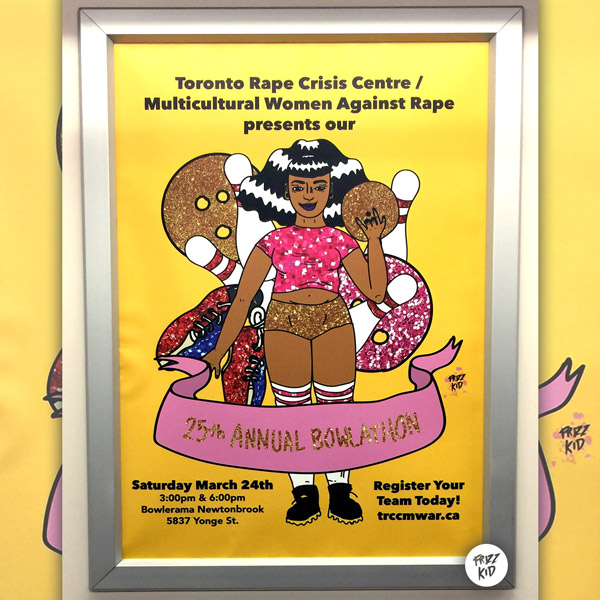 Toronto Rape Crisis Centre /
Multicultural Women Against Rape
presents our
25th ANNUAL BOWLATHON
FRIZZ
KID
Saturday March 24th
3:00pm & 6:00pm
Bowlerama Newtonbrook
5837 Yonge St.
Register Your
Team Today!
trccmwar.ca
FRIZZ
KID
FRIZZ
KID